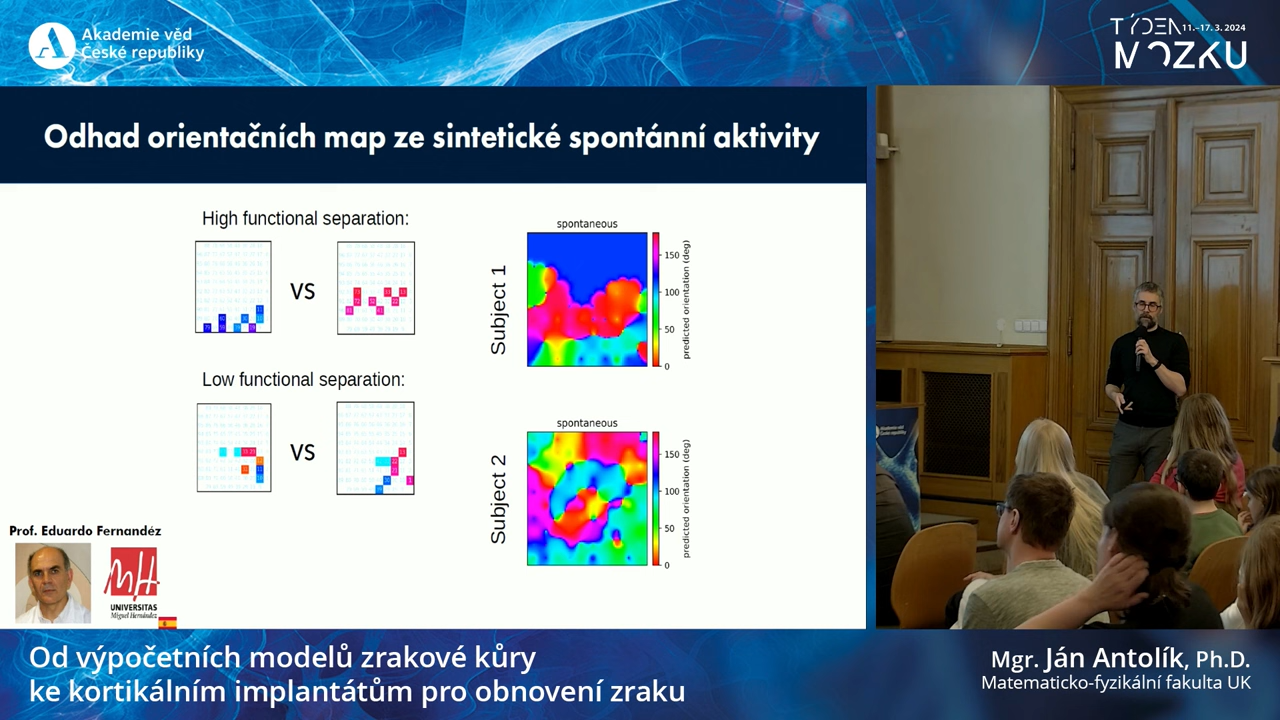 Akademie věd
České republiky
TÝDEN 11.–17. 3. 2024
MOZKU
Odhad orientačních map ze sintetické spontánní aktivity
High functional separation:
VS
Low functional separation:
VS
spontaneous
Subject 1
150
100
50
0
predicted orientation (deg)
spontaneous
Subject 2
150
100
50
0
predicted orientation (deg)
Prof. Eduardo Fernandéz
UNIVERSITAS
Miguel Hernández
Od výpočetních modelů zrakové kůry
ke kortikálním implantátům pro obnovení zraku
Mgr. Ján Antolík, Ph.D.
Matematicko-fyzikální fakulta UK